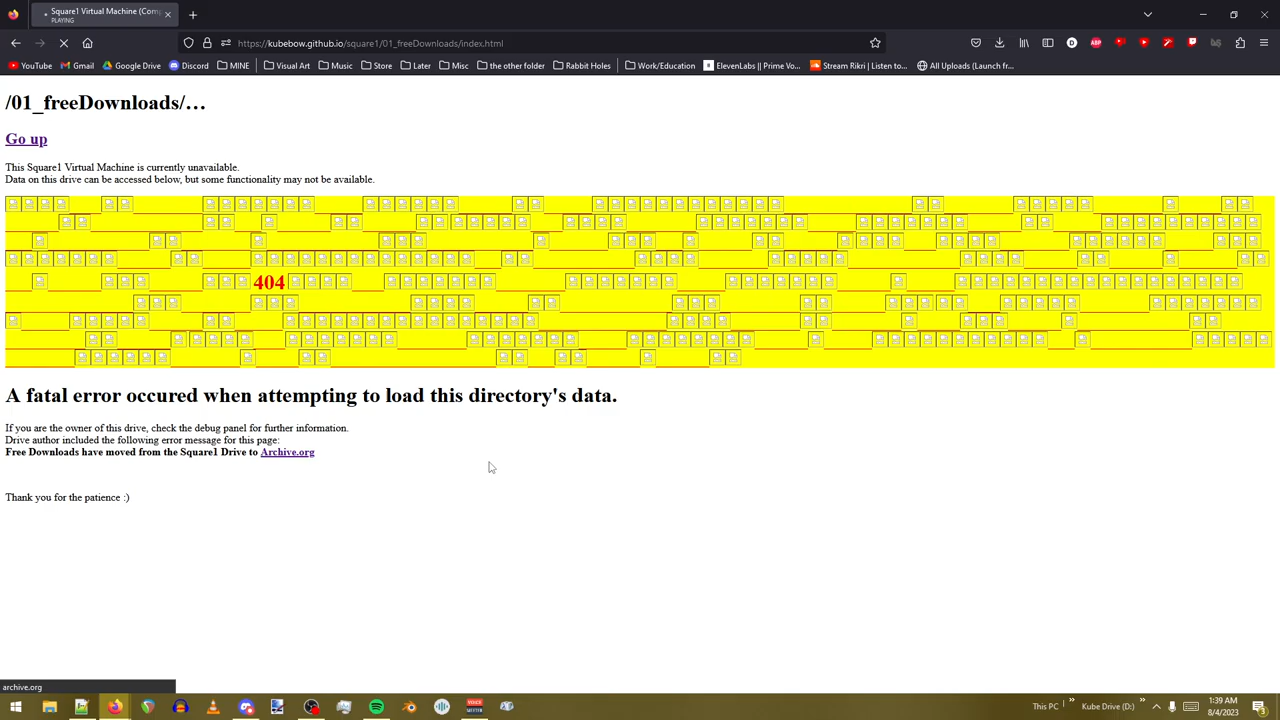 Square1 Virtual Machine (Com
PLAYING
https://kubebow.github.io/square1/01_freeDownloads/index.html
YouTube Gmail Google Drive Discord MINE Visual Art Music Store Later Misc the other folder Rabbit Holes Work/Education ElevenLabs || Prime Vo... Stream Rikri | Listen to... All Uploads (Launch fr...
/01_freeDownloads/...
Go up
This Square1 Virtual Machine is currently unavailable.
Data on this drive can be accessed below, but some functionality may not be available.
404
A fatal error occured when attempting to load this directory's data.
If you are the owner of this drive, check the debug panel for further information.
Drive author included the following error message for this page:
Free Downloads have moved from the Square1 Drive to Archive.org
Thank you for the patience :)
archive.org
This PC » Kube Drive (D:) »
1:39 AM
8/4/2023